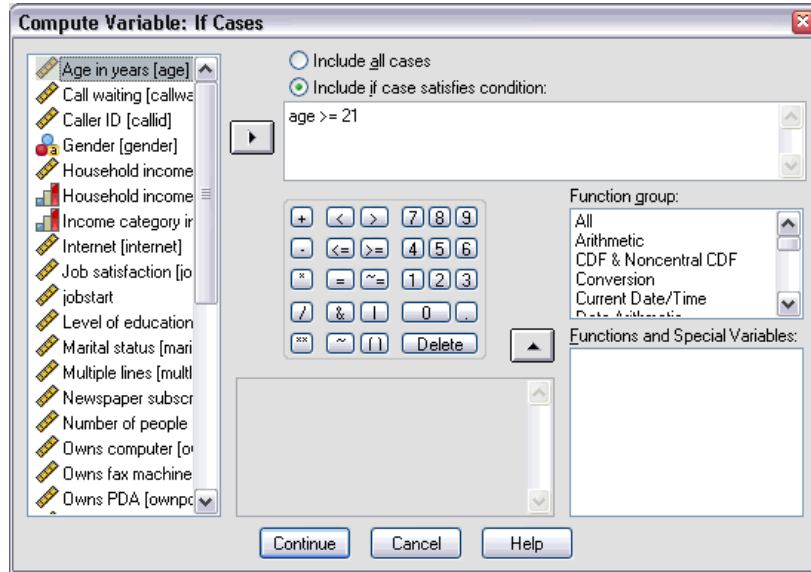 Compute Variable: If Cases
Age in years [age]
Call waiting [callwa
Caller ID [callid]
Gender [gender]
Household income
Household income
Income category ir
Internet [internet]
Job satisfaction [jo
jobstart
Level of education
Marital status [mari
Multiple lines [multl
Newspaper subscr
Number of people
Owns computer [o
Owns fax machine
Owns PDA [ownpc
Include all cases
Include if case satisfies condition:
age >= 21
+ < > 7 8 9
- <= >= 4 5 6
* = ~= 1 2 3
/ & | 0 .
** ~ ( ) Delete
Function group:
All
Arithmetic
CDF & Noncentral CDF
Conversion
Current Date/Time
Date Arithmetic
Functions and Special Variables:
Continue Cancel Help